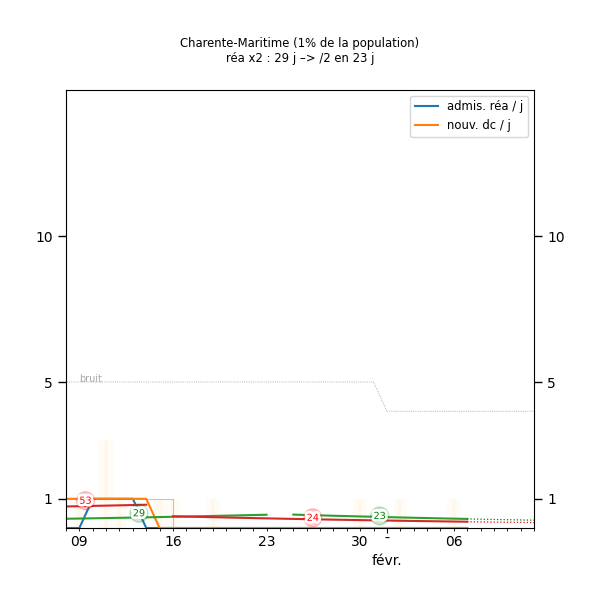 Charente-Maritime (1% de la population)
réa x2 : 29 j –> /2 en 23 j
admis. réa / j
nouv. dc / j
10 10
bruit
5 5
53
29
24
23
1 1
09 16 23 30 - 06
févr.